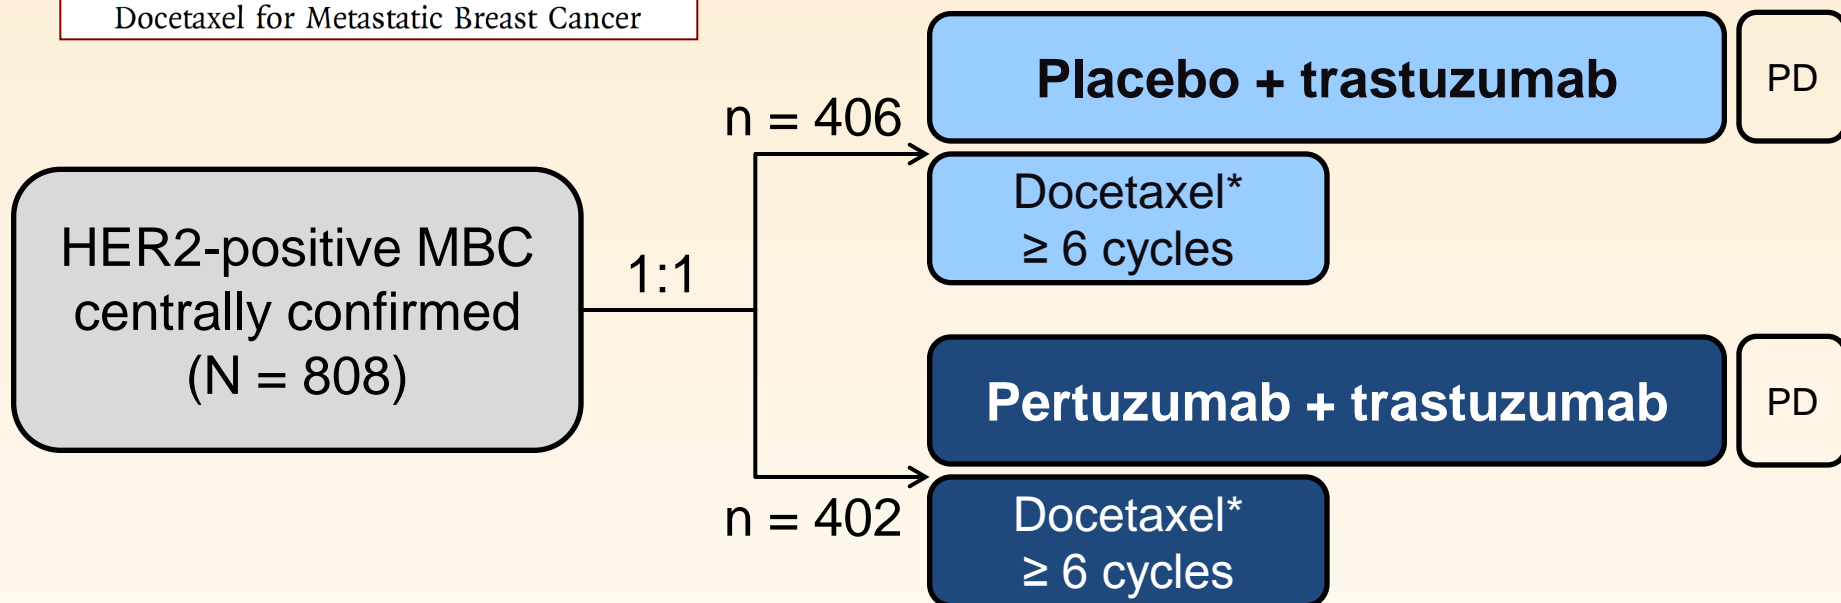 Docetaxel for Metastatic Breast Cancer
Placebo + trastuzumab
PD
n = 406
Docetaxel*
≥ 6 cycles
HER2-positive MBC
centrally confirmed
(N = 808)
1:1
Pertuzumab + trastuzumab
PD
n = 402
Docetaxel*
≥ 6 cycles